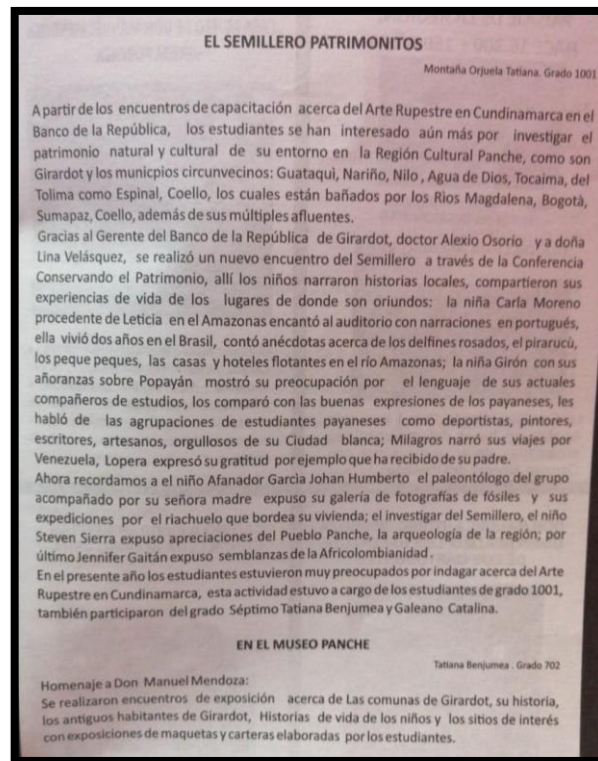 EL SEMILLERO PATRIMONITOS
Montaña Orjuela Tatiana. Grado 1001
A partir de los encuentros de capacitación acerca del Arte Rupestre en Cundinamarca en el
Banco de la República, los estudiantes se han interesado aún más por investigar el
patrimonio natural y cultural de su entorno en la Región Cultural Panche, como son
Girardot y los municpios circunvecinos: Guataquì, Nariño, Nilo , Agua de Dios, Tocaima, del
Tolima como Espinal, Coello, los cuales están bañados por los Rios Magdalena, Bogotà,
Sumapaz, Coello, además de sus múltiples afluentes.
Gracias al Gerente del Banco de la República de Girardot, doctor Alexio Osorio y a doña
Lina Velásquez, se realizó un nuevo encuentro del Semillero a través de la Conferencia
Conservando el Patrimonio, allí los niños narraron historias locales, compartieron sus
experiencias de vida de los lugares de donde son oriundos: la niña Carla Moreno
procedente de Leticia en el Amazonas encantó al auditorio con narraciones en portugués,
ella vivió dos años en el Brasil, contó anécdotas acerca de los delfines rosados, el pirarucù,
los peque peques, las casas y hoteles flotantes en el río Amazonas; la niña Girón con sus
añoranzas sobre Popayán mostró su preocupación por el lenguaje de sus actuales
compañeros de estudios, los comparó con las buenas expresiones de los payaneses, les
habló de las agrupaciones de estudiantes payaneses como deportistas, pintores,
escritores, artesanos, orgullosos de su Ciudad blanca; Milagros narró sus viajes por
Venezuela, Lopera expresó su gratitud por ejemplo que ha recibido de su padre.
Ahora recordamos a el niño Afanador Garcìa Johan Humberto el paleontólogo del grupo
acompañado por su señora madre expuso su galería de fotografías de fósiles y sus
expediciones por el riachuelo que bordea su vivienda; el investigar del Semillero, el niño
Steven Sierra expuso apreciaciones del Pueblo Panche, la arqueología de la región; por
último Jennifer Gaitán expuso semblanzas de la Africolombianidad .
En el presente año los estudiantes estuvieron muy preocupados por indagar acerca del Arte
Rupestre en Cundinamarca, esta actividad estuvo a cargo de los estudiantes de grado 1001,
también participaron del grado Séptimo Tatiana Benjumea y Galeano Catalina.
EN EL MUSEO PANCHE
Tatiana Benjumea . Grado 702
Homenaje a Don Manuel Mendoza:
Se realizaron encuentros de exposición acerca de Las comunas de Girardot, su historia,
los antiguos habitantes de Girardot, Historias de vida de los niños y los sitios de interés
con exposiciones de maquetas y carteras elaboradas por los estudiantes.